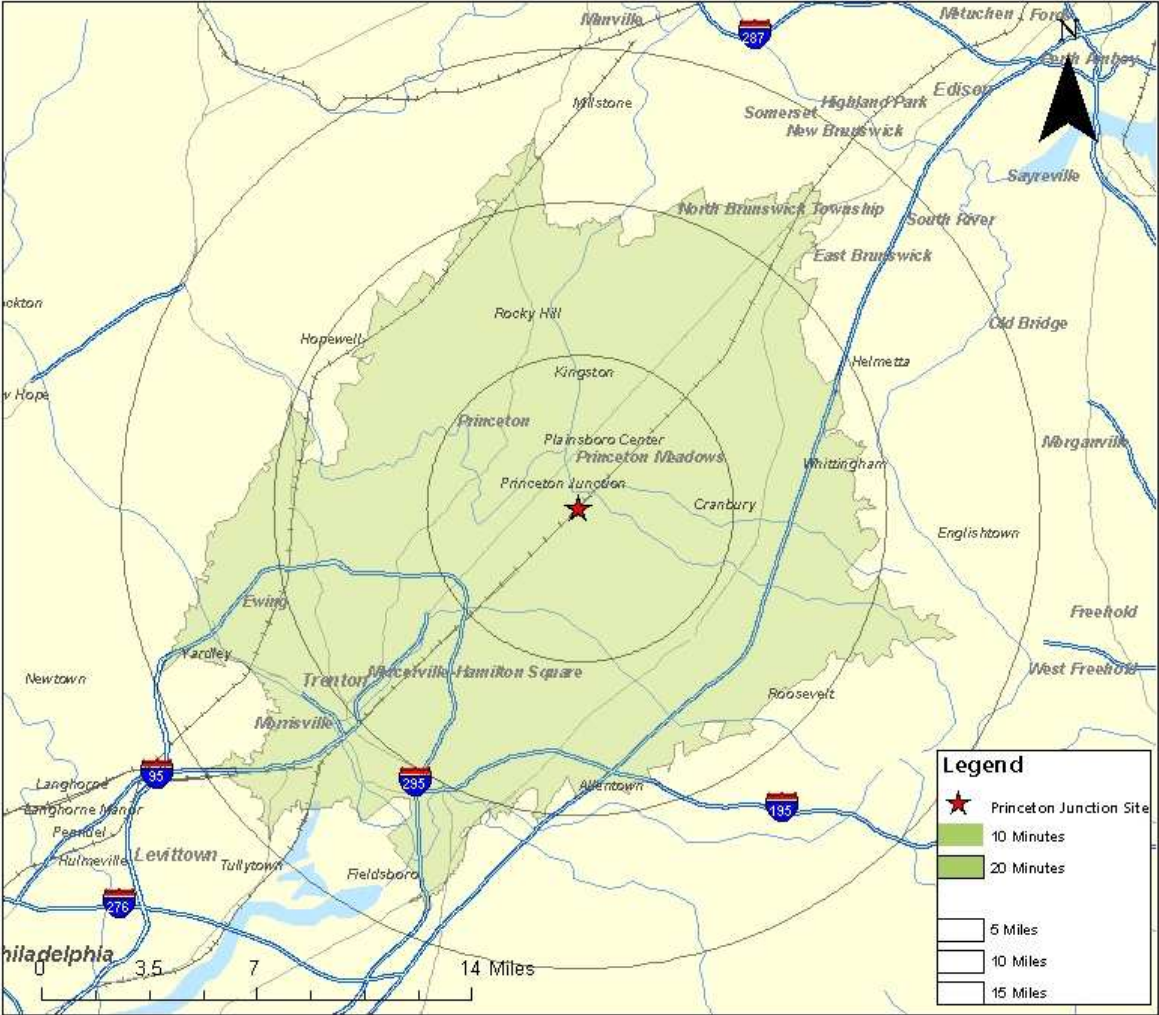 Manville
287
Metuchen
Fords
N
Perth Amboy
Millstone
Edison
Highland Park
Somerset
New Brunswick
Sayreville
North Brunswick Township
South River
East Brunswick
ckton
Rocky Hill
Old Bridge
Hopewell
Helmetta
Kingston
w Hope
Princeton
Plainsboro Center
Morganville
Princeton Meadows
Whittingham
Princeton Junction
Cranbury
Englishtown
Ewing
Freehold
Yardley
Newtown
Trenton
Mercerville-Hamilton Square
West Freehold
Roosevelt
Morrisville
95
295
Langhorne
Allentown
195
Langhorne Manor
Penndel
Hulmeville
Levittown
Tullytown
Fieldsboro
276
hiladelphia
0 3.5 7 14 Miles
Legend
Princeton Junction Site
10 Minutes
20 Minutes
5 Miles
10 Miles
15 Miles